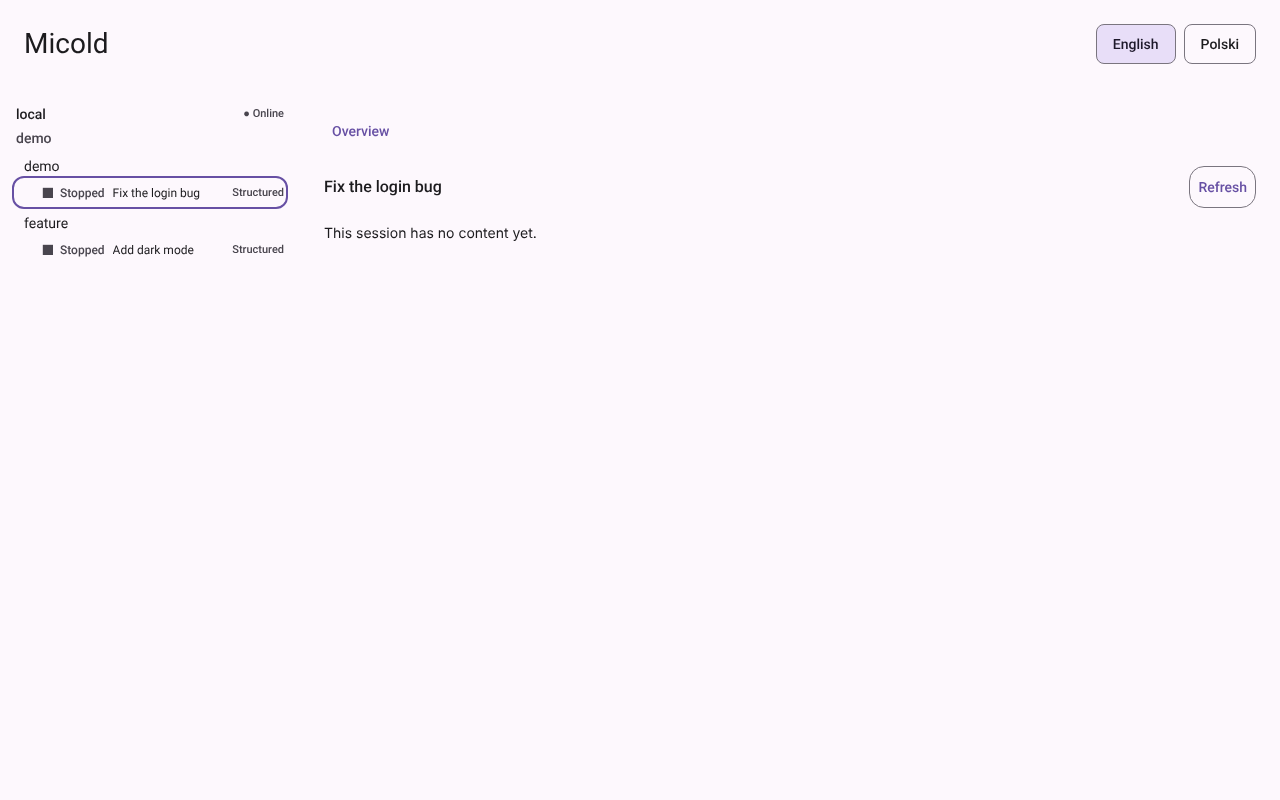 Micold
English
Polski
local
● Online
demo
demo
Stopped Fix the login bug Structured
feature
Stopped Add dark mode Structured
Overview
Fix the login bug
Refresh
This session has no content yet.